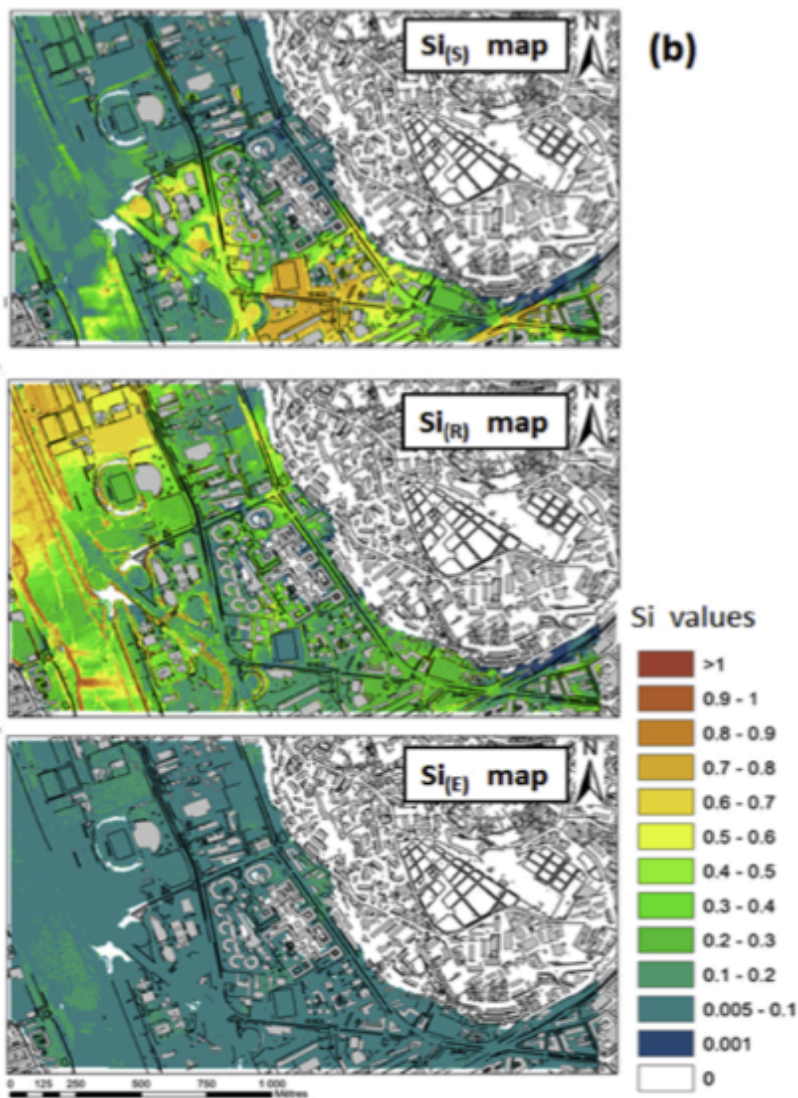 Si(S) map
N
(b)
Si(R) map
N
Si values
>1
0.9 - 1
0.8 - 0.9
0.7 - 0.8
0.6 - 0.7
0.5 - 0.6
0.4 - 0.5
0.3 - 0.4
0.2 - 0.3
0.1 - 0.2
0.005 - 0.1
0.001
0
Si(E) map
N
0 125 250 500 750 1 000
Mètres